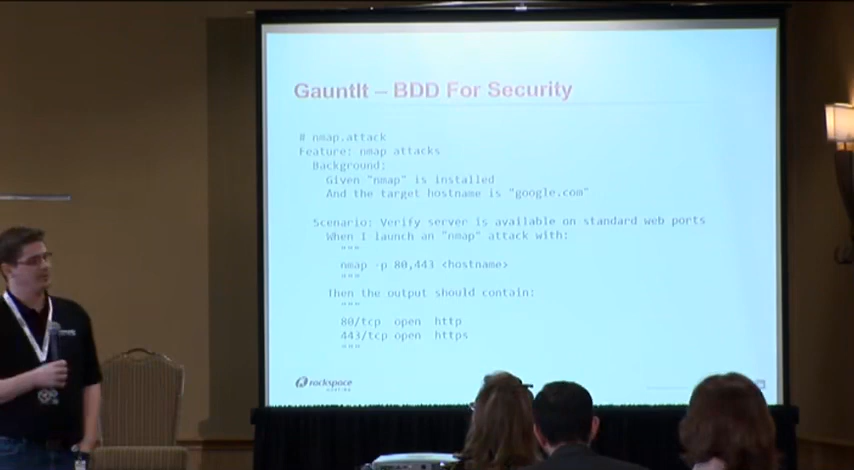 GauntIt – BDD For Security
# nmap.attack
Feature: nmap attacks
Background:
Given "nmap" is installed
And the target hostname is "google.com"
Scenario: Verify server is available on standard web ports
When I launch an "nmap" attack with:
"""
nmap -p 80,443 <hostname>
"""
Then the output should contain:
"""
80/tcp open http
443/tcp open https
"""
rackspace
HOSTING